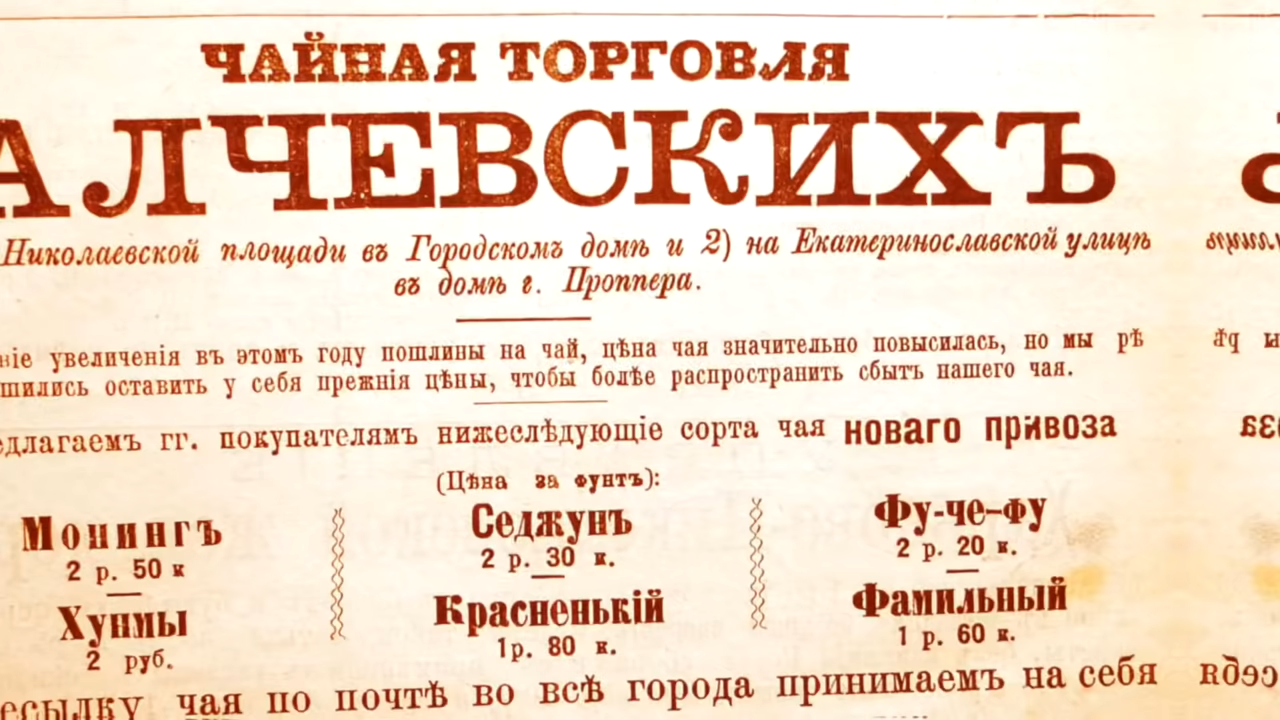 ЧАЙНАЯ ТОРГОВЛЯ
АЛЧЕВСКИХЪ
Николаевской площади въ Городскомъ домѣ и 2) на Екатеринославской улицѣ
въ домѣ г. Проппера.
ніе увеличенія въ этомъ году пошлины на чай, цѣна чая значительно повысилась, но мы рѣ
шились оставить у себя прежнія цѣны, чтобы болѣе распространить сбытъ нашего чая.
едлагаемъ гг. покупателямъ нижеслѣдующіе сорта чая новаго привоза
(Цѣна за фунтъ):
Монингъ Седжунъ Фу-че-фу
2 р. 50 к 2 р. 30 к. 2 р. 20 к.
Хунмы Красненькій Фамильный
2 руб. 1р. 80 к. 1 р. 60 к.
есылку чая по почтѣ во всѣ города принимаемъ на себя